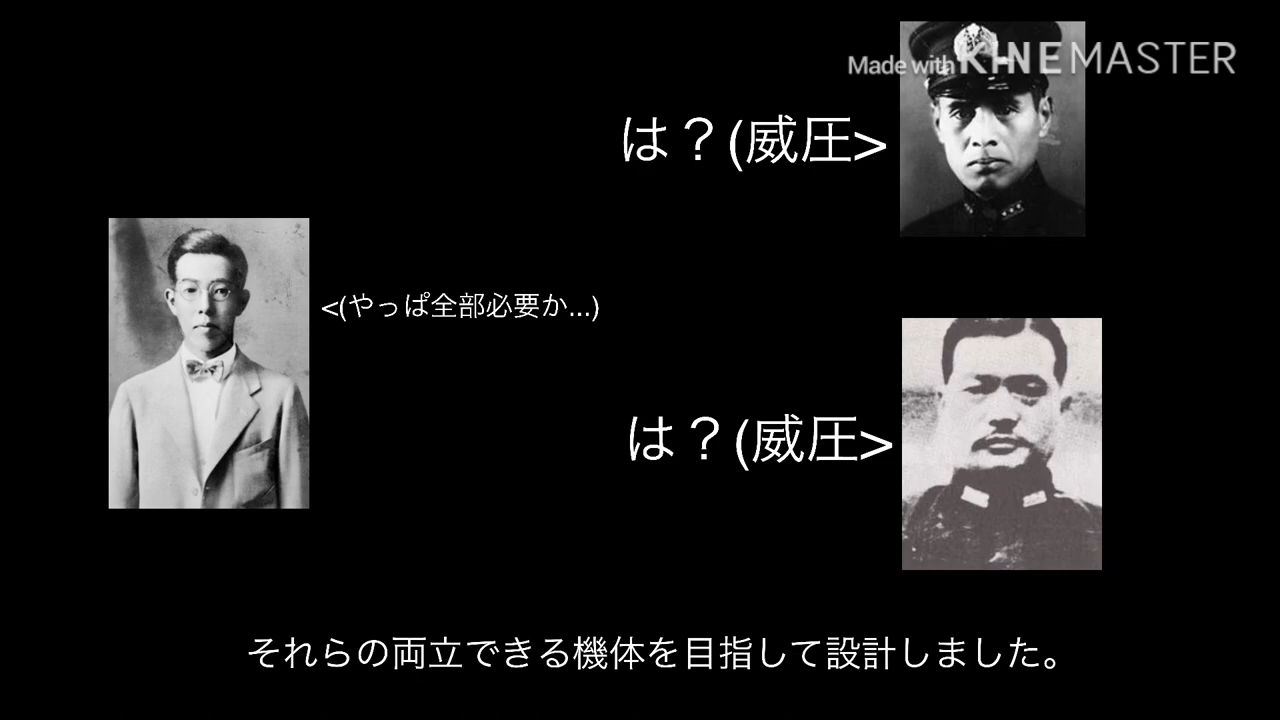 Made with KINEMASTER
は？(威圧>
<(やっぱ全部必要か...)
は？(威圧>
それらの両立できる機体を目指して設計しました。